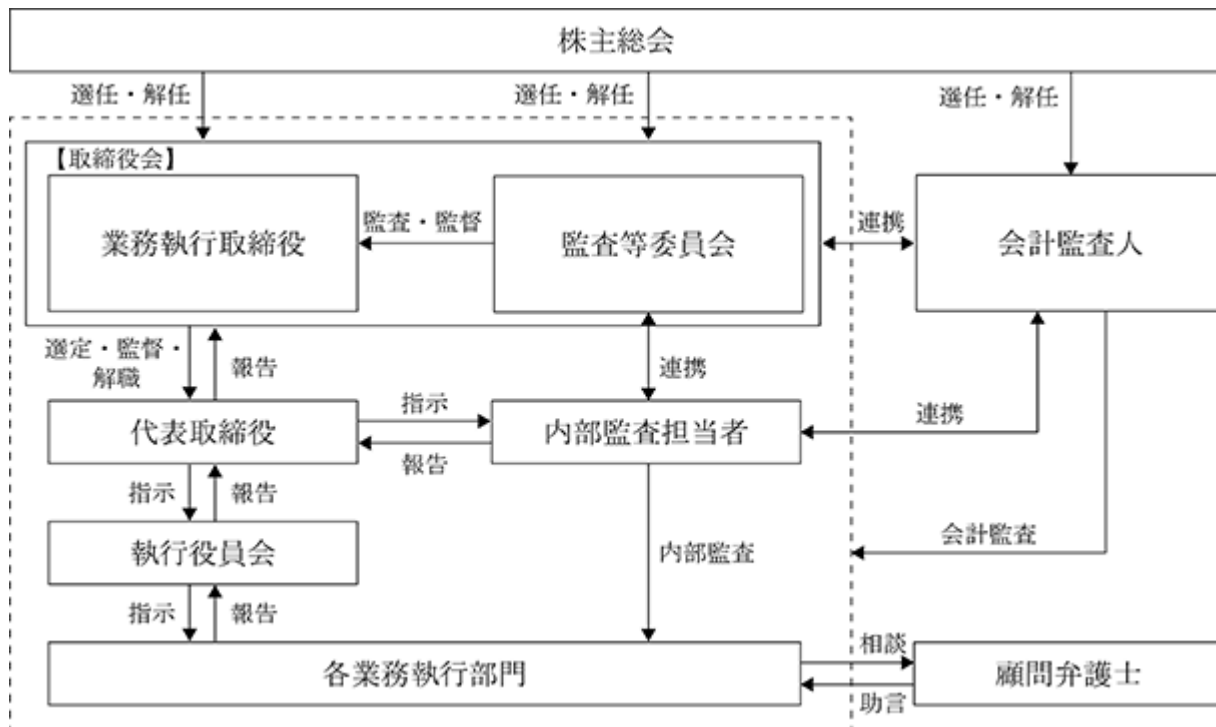 株主総会
選任・解任
選任・解任
選任・解任
【取締役会】
業務執行取締役
監査・監督
監査等委員会
連携
会計監査人
選定・監督・
解職
報告
連携
代表取締役
指示
報告
内部監査担当者
連携
指示
報告
執行役員会
内部監査
会計監査
指示
報告
各業務執行部門
相談
助言
顧問弁護士